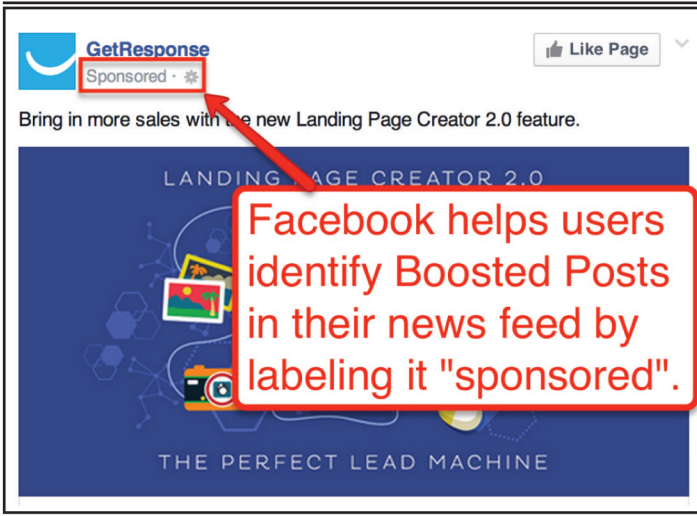 GetResponse
Like Page
Sponsored ·
Bring in more sales with the new Landing Page Creator 2.0 feature.
LANDING PAGE CREATOR 2.0
Facebook helps users
identify Boosted Posts
in their news feed by
labeling it "sponsored".
THE PERFECT LEAD MACHINE